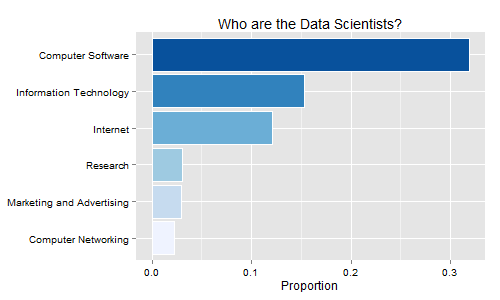 Who are the Data Scientists?
Computer Software
Information Technology
Internet
Research
Marketing and Advertising
Computer Networking
0.0 0.1 0.2 0.3
Proportion